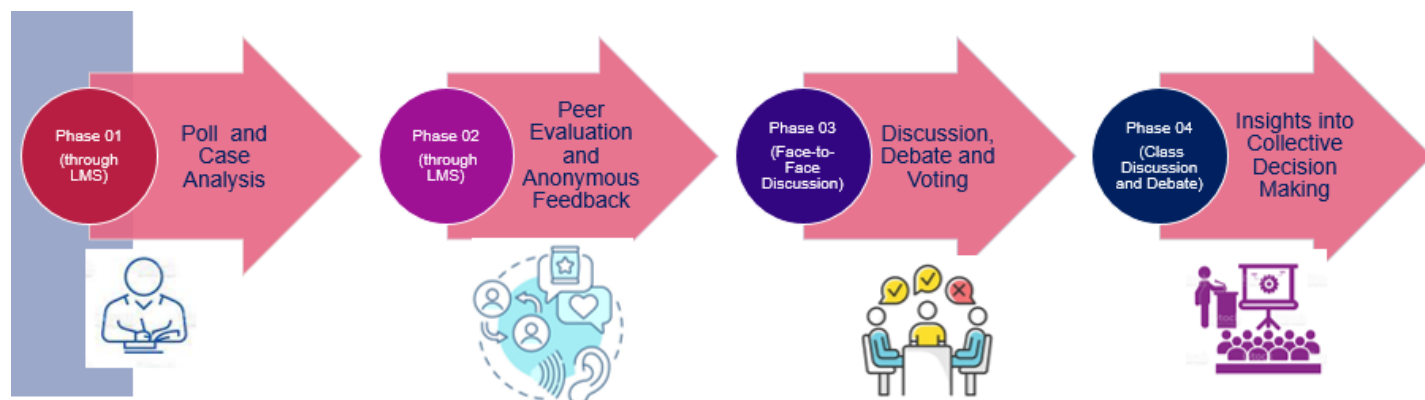 Phase 01
(through
LMS)
Poll and
Case
Analysis
Phase 02
(through
LMS)
Peer
Evaluation
and
Anonymous
Feedback
Phase 03
(Face-to-
Face
Discussion)
Discussion,
Debate and
Voting
Phase 04
(Class
Discussion
and Debate)
Insights into
Collective
Decision
Making